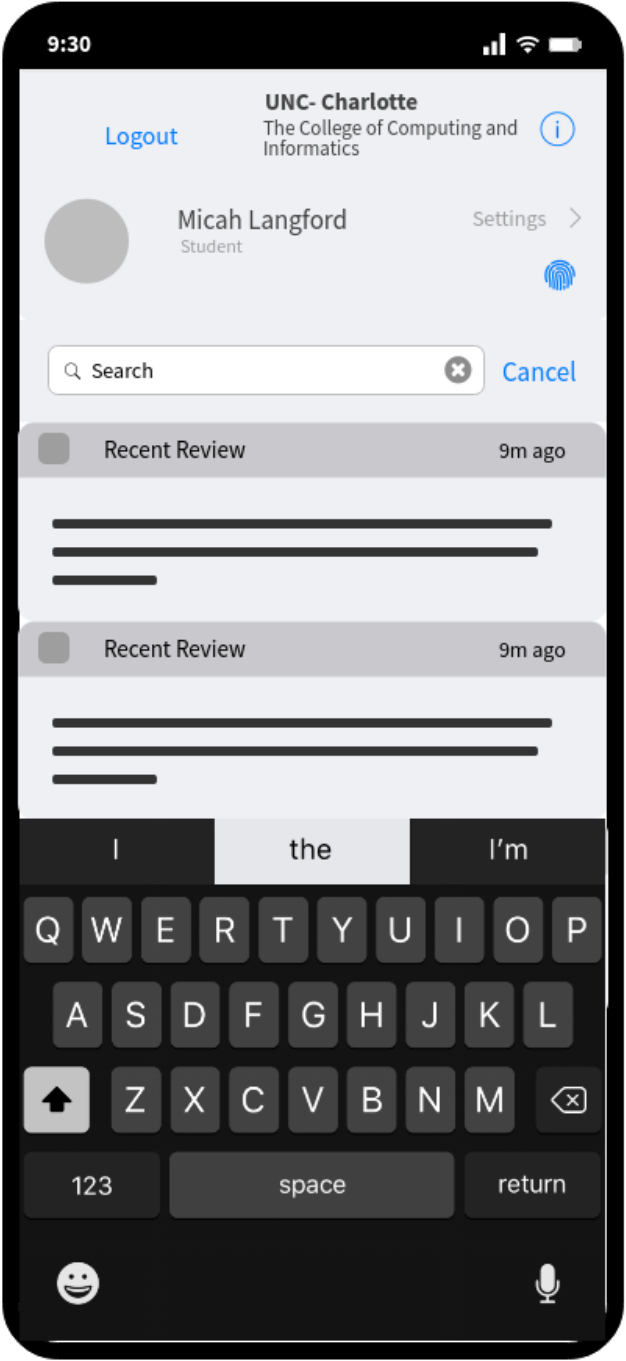 9:30
Logout
UNC- Charlotte
The College of Computing and
Informatics
i
Micah Langford
Student
Settings
Search
Cancel
Recent Review 9m ago
Recent Review 9m ago
I the I'm
Q W E R T Y U I O P
A S D F G H J K L
Z X C V B N M
123 space return